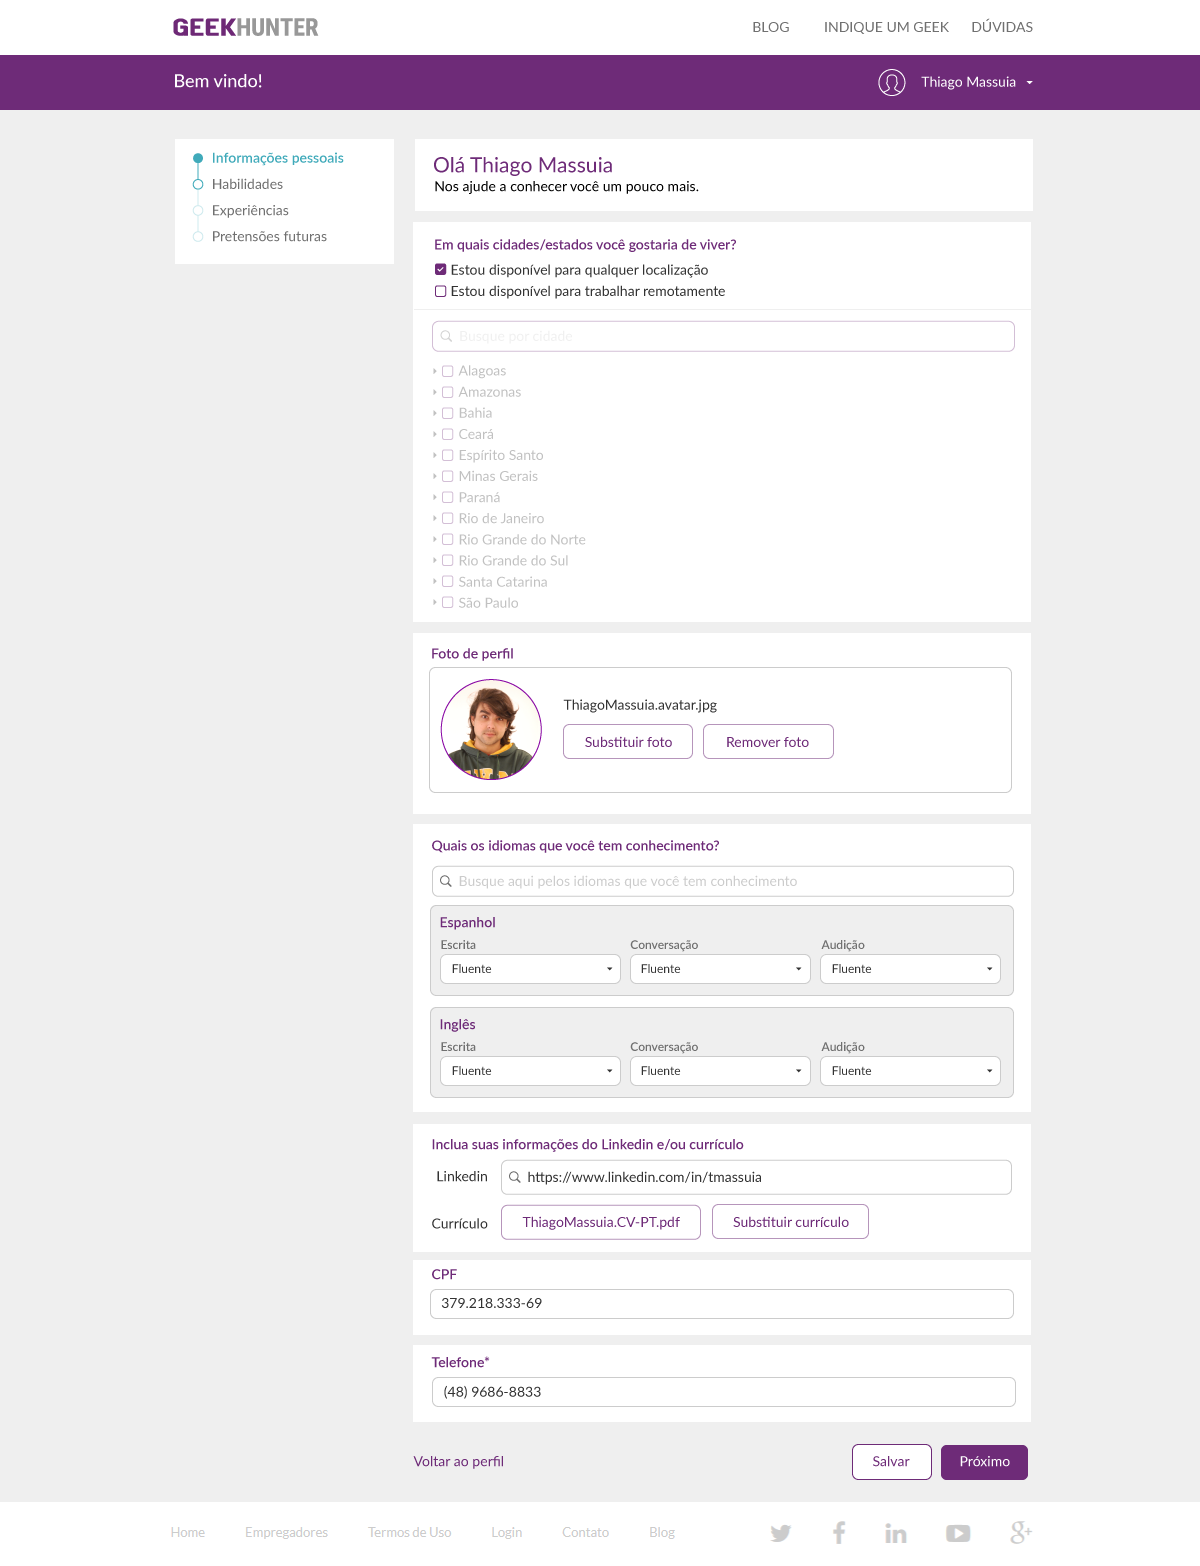 GEEKHUNTER
BLOG INDIQUE UM GEEK DÚVIDAS
Bem vindo!
Thiago Massuia
Informações pessoais
Habilidades
Experiências
Pretensões futuras
Olá Thiago Massuia
Nos ajude a conhecer você um pouco mais.
Em quais cidades/estados você gostaria de viver?
Estou disponível para qualquer localização
Estou disponível para trabalhar remotamente
Busque por cidade
Alagoas
Amazonas
Bahia
Ceará
Espírito Santo
Minas Gerais
Paraná
Rio de Janeiro
Rio Grande do Norte
Rio Grande do Sul
Santa Catarina
São Paulo
Foto de perfil
ThiagoMassuia.avatar.jpg
Substituir foto Remover foto
Quais os idiomas que você tem conhecimento?
Busque aqui pelos idiomas que você tem conhecimento
Espanhol
Escrita Conversação Audição
Fluente Fluente Fluente
Inglês
Escrita Conversação Audição
Fluente Fluente Fluente
Inclua suas informações do Linkedin e/ou currículo
Linkedin https://www.linkedin.com/in/tmassuia
Currículo ThiagoMassuia.CV-PT.pdf Substituir currículo
CPF
379.218.333-69
Telefone*
(48) 9686-8833
Voltar ao perfil Salvar Próximo
Home Empregadores Termos de Uso Login Contato Blog